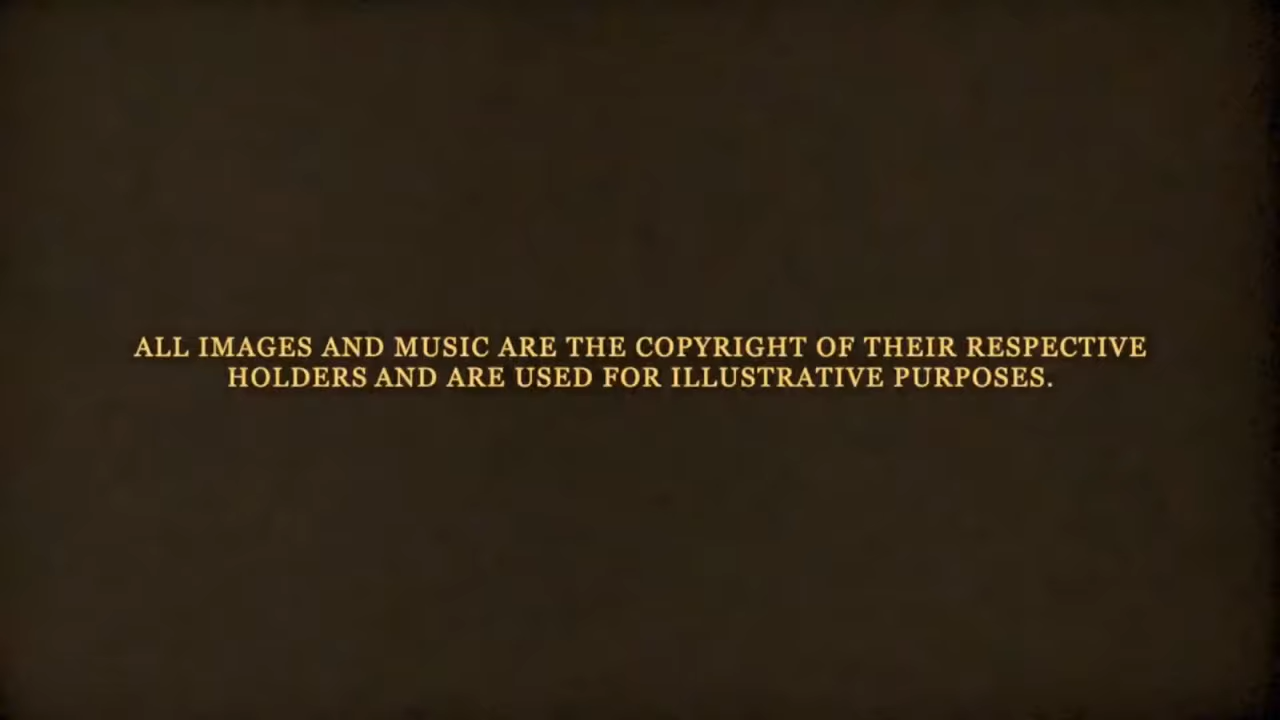 ALL IMAGES AND MUSIC ARE THE COPYRIGHT OF THEIR RESPECTIVE
HOLDERS AND ARE USED FOR ILLUSTRATIVE PURPOSES.